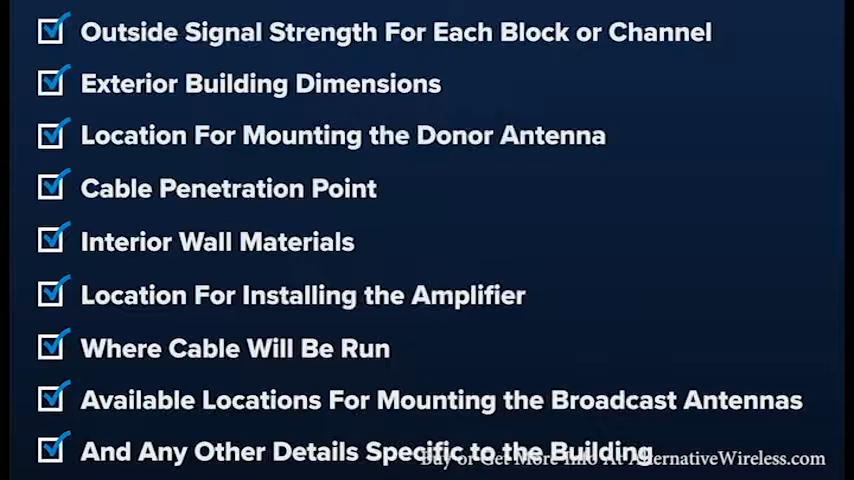 Outside Signal Strength For Each Block or Channel
Exterior Building Dimensions
Location For Mounting the Donor Antenna
Cable Penetration Point
Interior Wall Materials
Location For Installing the Amplifier
Where Cable Will Be Run
Available Locations For Mounting the Broadcast Antennas
And Any Other Details Specific to the Building
Buy or Get More Info At AlternativeWireless.com